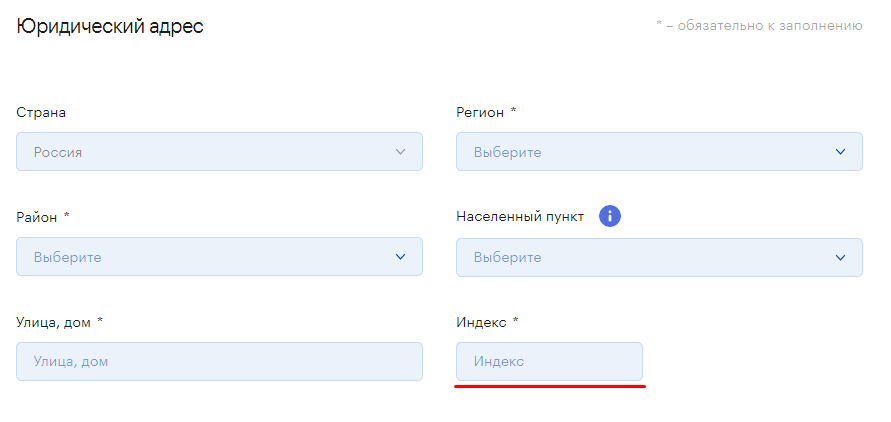 Юридический адрес
* – обязательно к заполнению
Страна
Регион *
Россия
Выберите
Район *
Населенный пункт i
Выберите
Выберите
Улица, дом *
Индекс *
Улица, дом
Индекс